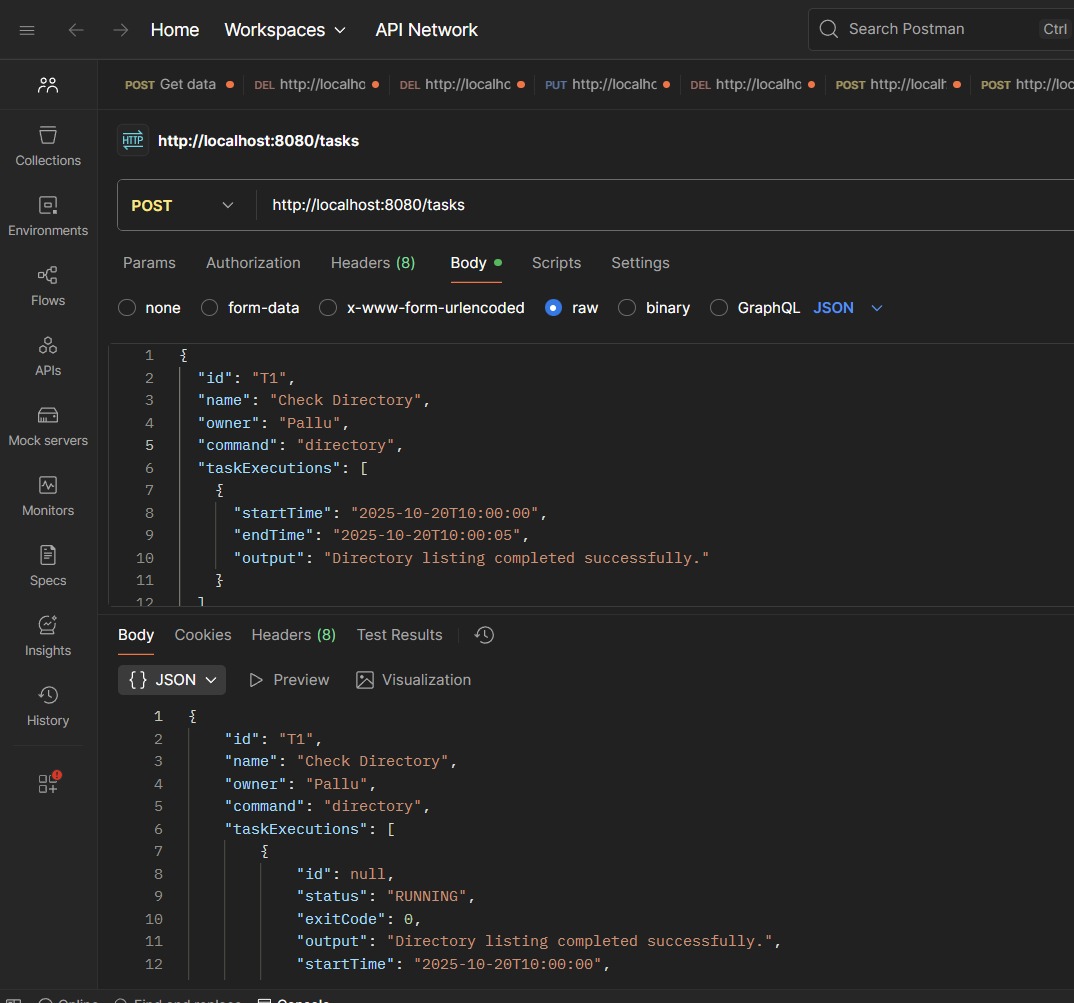 Home Workspaces API Network Search Postman Ctrl
POST Get data DEL http://localhc DEL http://localhc PUT http://localhc DEL http://localhc POST http://localh POST http://loc
HTTP http://localhost:8080/tasks
Collections
Environments
Flows
APIs
Mock servers
Monitors
Specs
Insights
History
POST http://localhost:8080/tasks
Params Authorization Headers (8) Body Scripts Settings
none form-data x-www-form-urlencoded raw binary GraphQL JSON
1 {
2 "id": "T1",
3 "name": "Check Directory",
4 "owner": "Pallu",
5 "command": "directory",
6 "taskExecutions": [
7 {
8 "startTime": "2025-10-20T10:00:00",
9 "endTime": "2025-10-20T10:00:05",
10 "output": "Directory listing completed successfully."
11 }
12 ]
Body Cookies Headers (8) Test Results
{} JSON Preview Visualization
1 {
2 "id": "T1",
3 "name": "Check Directory",
4 "owner": "Pallu",
5 "command": "directory",
6 "taskExecutions": [
7 {
8 "id": null,
9 "status": "RUNNING",
10 "exitCode": 0,
11 "output": "Directory listing completed successfully.",
12 "startTime": "2025-10-20T10:00:00",
Online Find and replace Console